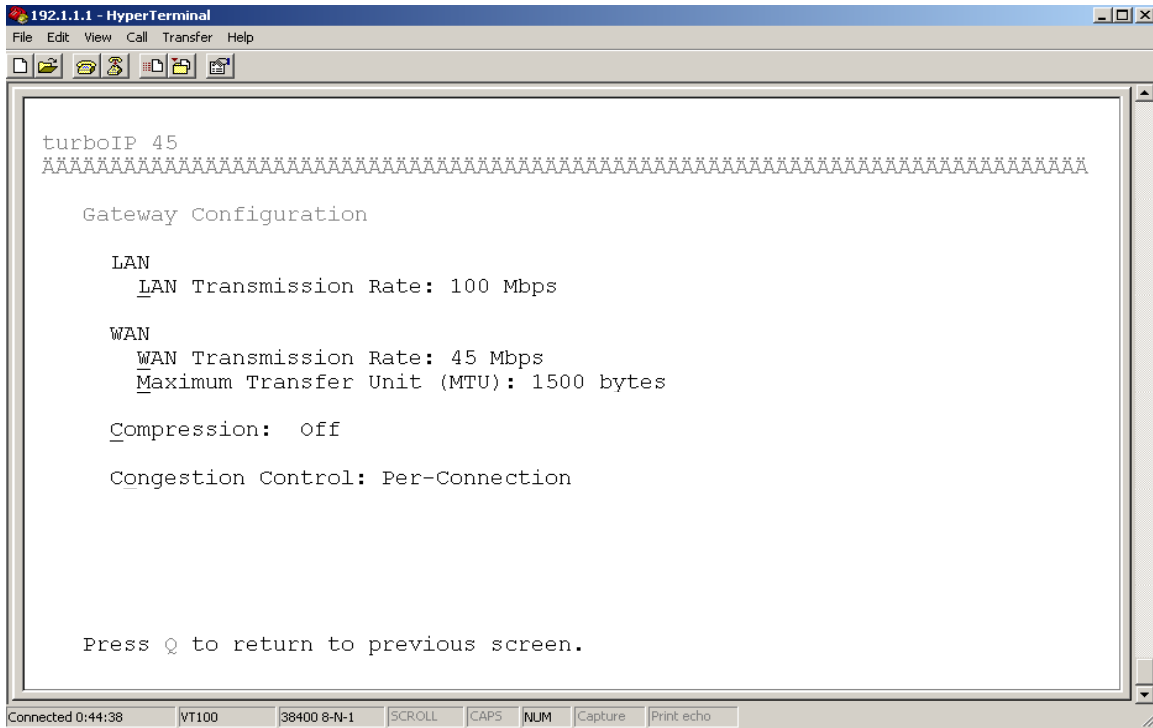 192.1.1.1 - HyperTerminal
File Edit View Call Transfer Help
turboIP 45
ÄÄÄÄÄÄÄÄÄÄÄÄÄÄÄÄÄÄÄÄÄÄÄÄÄÄÄÄÄÄÄÄÄÄÄÄÄÄÄÄÄÄÄÄÄÄÄÄÄÄÄÄÄÄÄÄÄÄÄÄÄÄÄÄÄÄÄÄÄÄÄÄÄÄÄÄÄ
Gateway Configuration
LAN
LAN Transmission Rate: 100 Mbps
WAN
WAN Transmission Rate: 45 Mbps
Maximum Transfer Unit (MTU): 1500 bytes
Compression: Off
Congestion Control: Per-Connection
Press Q to return to previous screen.
Connected 0:44:38 VT100 38400 8-N-1 SCROLL CAPS NUM Capture Print echo